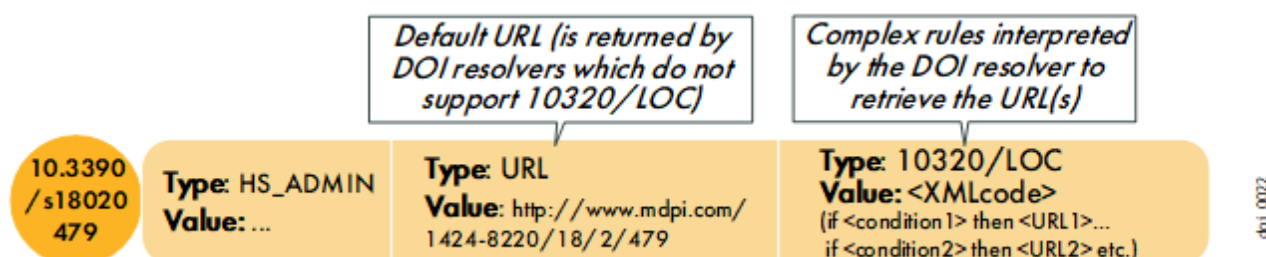 Default URL (is returned by
DOI resolvers which do not
support 10320/LOC)
Complex rules interpreted
by the DOI resolver to
retrieve the URL(s)
10.3390
/s18020
479
Type: HS_ADMIN
Value: ...
Type: URL
Value: http://www.mdpi.com/
1424-8220/18/2/479
Type: 10320/LOC
Value: <XMLcode>
(if <condition1> then <URL1>...
if <condition2> then <URL2> etc.)
doi_0022